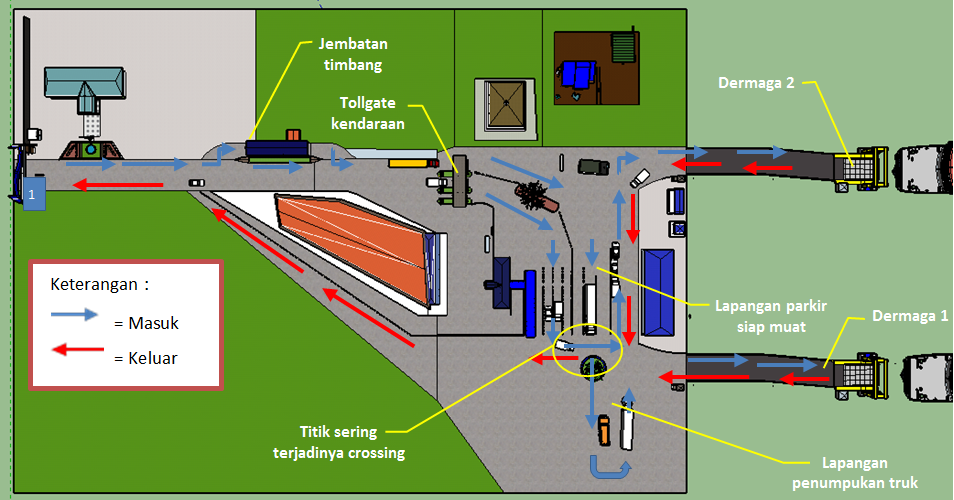 Jembatan
timbang
Tollgate
kendaraan
Dermaga 2
1
Keterangan :
= Masuk
= Keluar
Lapangan parkir
siap muat
Dermaga 1
Titik sering
terjadinya crossing
Lapangan
penumpukan truk